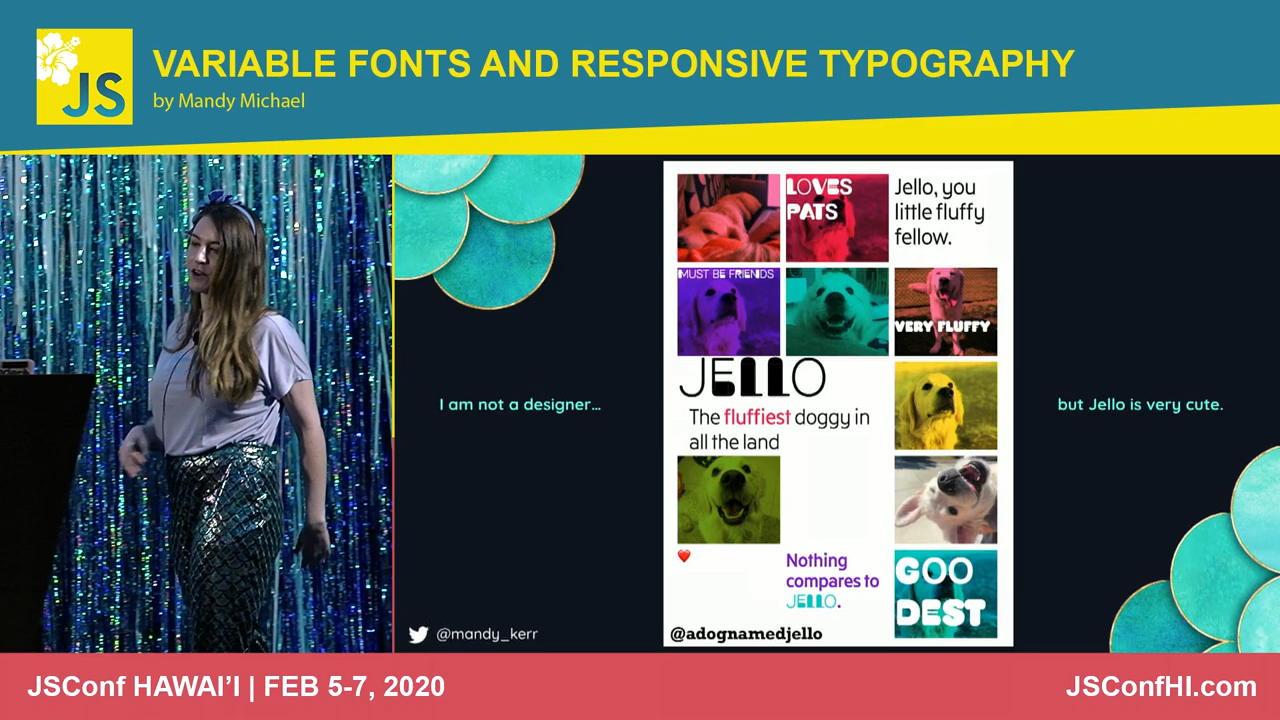 JS
VARIABLE FONTS AND RESPONSIVE TYPOGRAPHY
by Mandy Michael
I am not a designer…
LOVES
PATS
Jello, you
little fluffy
fellow.
MUST BE FRIENDS
VERY FLUFFY
JELLO
The fluffiest doggy in
all the land
Nothing
compares to
JELLO.
GOO
DEST
@adognamedjello
but Jello is very cute.
@mandy_kerr
JSConf HAWAI’I | FEB 5-7, 2020
JSConfHI.com